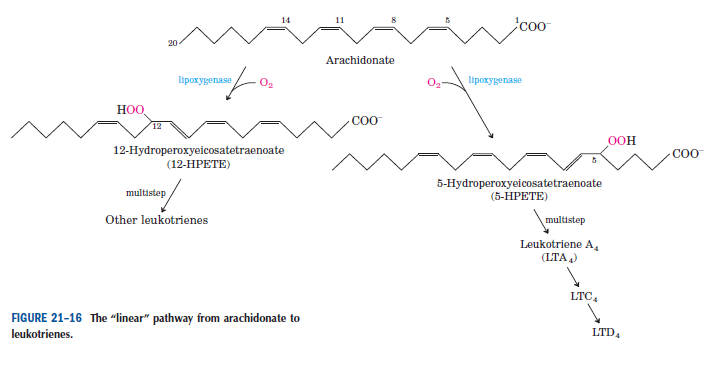 14 11 8 5 1COO⁻
20
Arachidonate
lipoxygenase O₂ O₂ lipoxygenase
HOO
12 COO⁻
12-Hydroperoxyeicosatetraenoate
(12-HPETE)
OOH
5 COO⁻
5-Hydroperoxyeicosatetraenoate
(5-HPETE)
multistep
Other leukotrienes
multistep
Leukotriene A₄
(LTA₄)
LTC₄
LTD₄
FIGURE 21–16 The “linear” pathway from arachidonate to
leukotrienes.